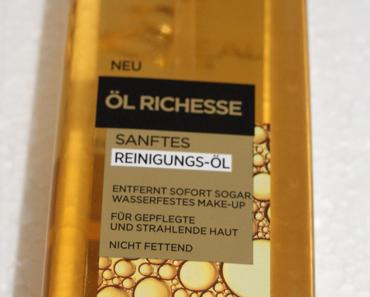 NEU
ÖL RICHESSE
SANFTES
REINIGUNGS-ÖL
ENTFERNT SOFORT SOGAR
WASSERFESTES MAKE-UP
FÜR GEPFLEGTE
UND STRAHLENDE HAUT
NICHT FETTEND